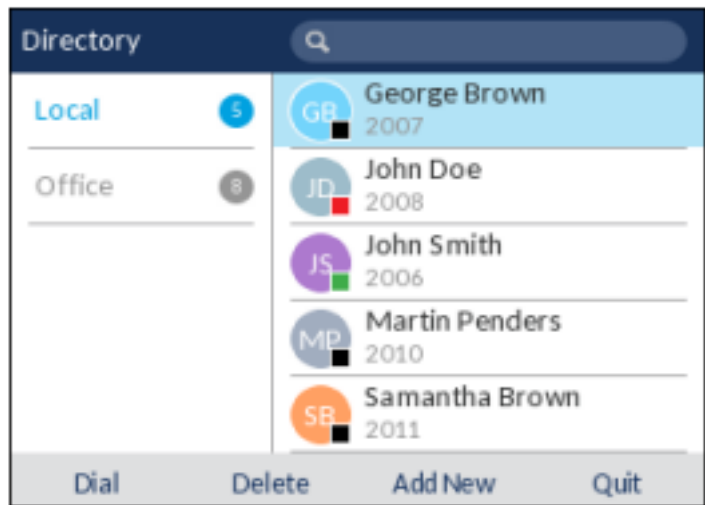 Directory
Local 5
Office 8
GB George Brown
2007
JD John Doe
2008
JS John Smith
2006
MP Martin Penders
2010
SB Samantha Brown
2011
Dial Delete Add New Quit